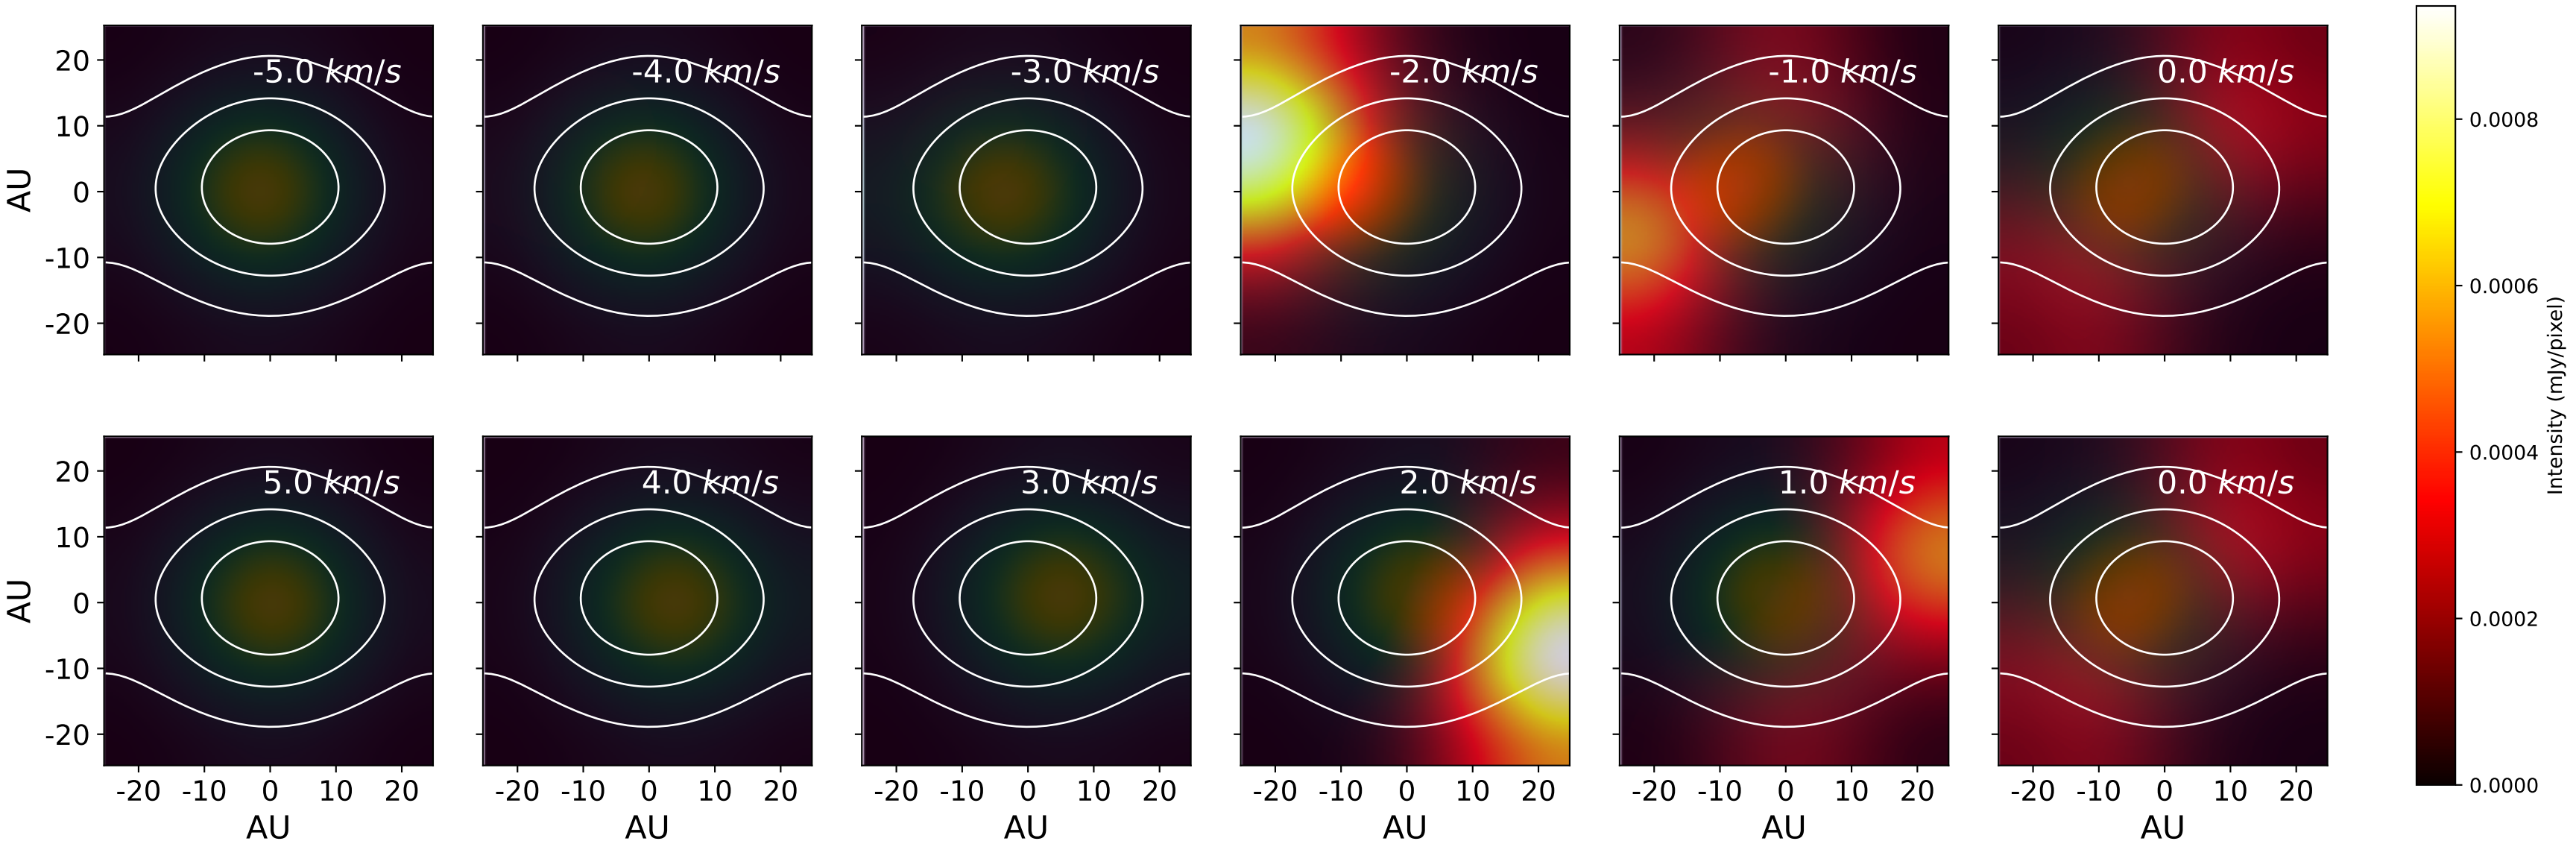 -5.0 km/s
-4.0 km/s
-3.0 km/s
-2.0 km/s
-1.0 km/s
0.0 km/s
20
10
0
-10
-20
AU
5.0 km/s
4.0 km/s
3.0 km/s
2.0 km/s
1.0 km/s
0.0 km/s
20
10
0
-10
-20
AU
-20 -10 0 10 20
-20 -10 0 10 20
-20 -10 0 10 20
-20 -10 0 10 20
-20 -10 0 10 20
-20 -10 0 10 20
AU
AU
AU
AU
AU
AU
0.0008
0.0006
0.0004
0.0002
0.0000
Intensity (mJy/pixel)